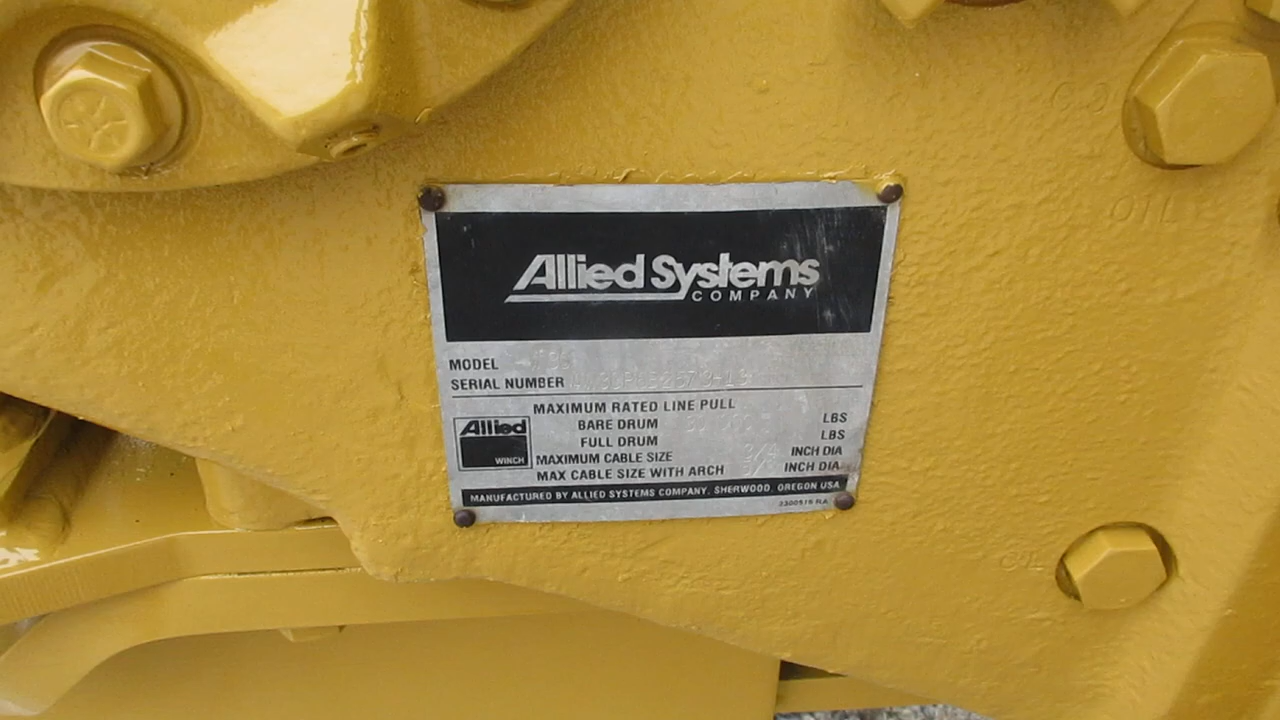 Allied Systems
COMPANY
MODEL
SERIAL NUMBER
MAXIMUM RATED LINE PULL
BARE DRUM LBS
FULL DRUM LBS
MAXIMUM CABLE SIZE 3/4 INCH DIA
MAX CABLE SIZE WITH ARCH INCH DIA
Allied
WINCH
MANUFACTURED BY ALLIED SYSTEMS COMPANY, SHERWOOD, OREGON USA
OIL